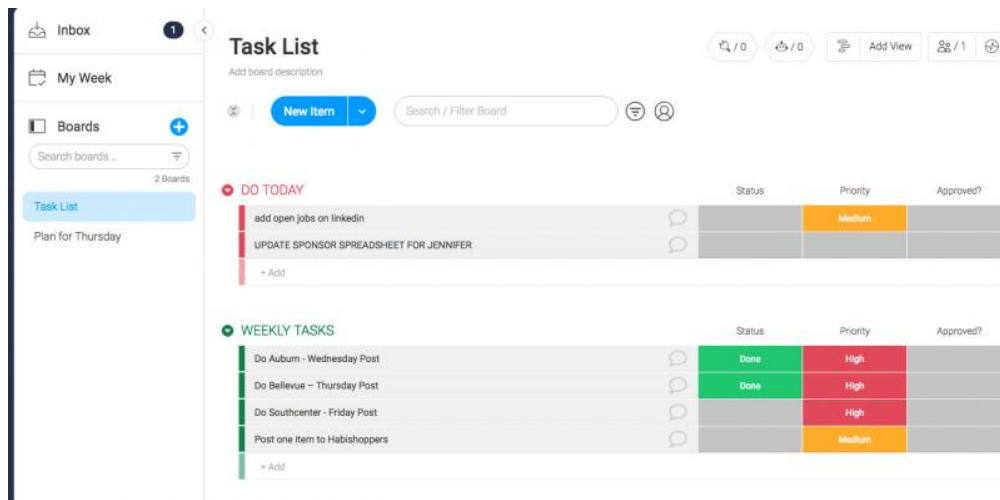 Inbox 1
My Week
Boards
Search boards...
2 Boards
Task List
Plan for Thursday
Task List
Add board description
/ 0 / 0 Add View / 1
New Item Search / Filter Board
DO TODAY Status Priority Approved?
add open jobs on linkedin Medium
UPDATE SPONSOR SPREADSHEET FOR JENNIFER
+ Add
WEEKLY TASKS Status Priority Approved?
Do Auburn - Wednesday Post Done High
Do Bellevue – Thursday Post Done High
Do Southcenter - Friday Post High
Post one Item to Habishoppers Medium
+ Add